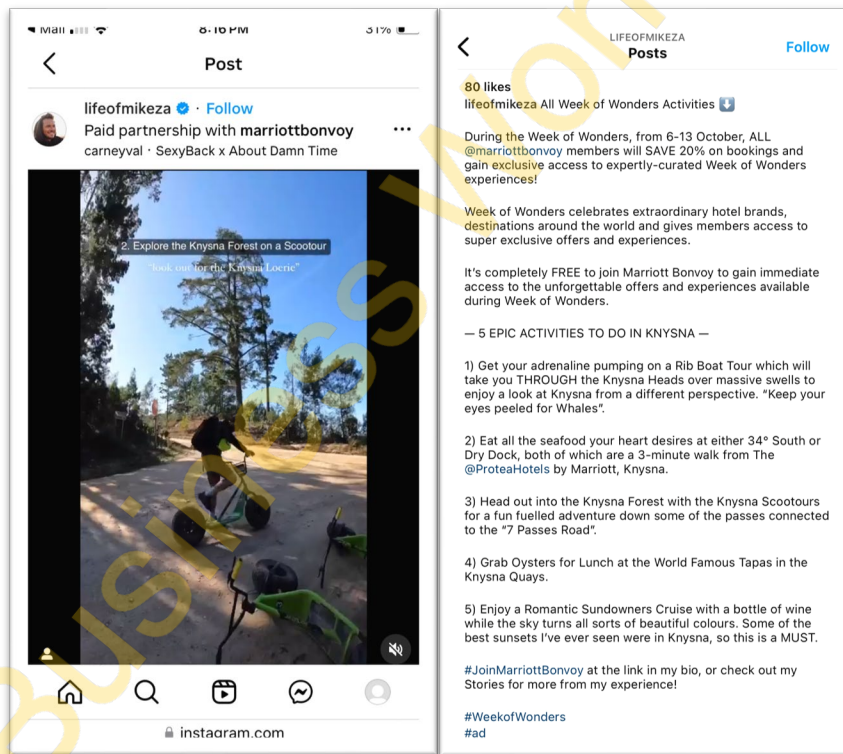 Mail
8:16 PM
31%
Post
lifeofmikeza · Follow
Paid partnership with marriottbonvoy
carneyval · SexyBack x About Damn Time
2. Explore the Knysna Forest on a Scootour
"look out for the Knysna Loerie"
instagram.com
LIFEOFMIKEZA
Posts
Follow
80 likes
lifeofmikeza All Week of Wonders Activities
During the Week of Wonders, from 6-13 October, ALL
@marriottbonvoy members will SAVE 20% on bookings and
gain exclusive access to expertly-curated Week of Wonders
experiences!
Week of Wonders celebrates extraordinary hotel brands,
destinations around the world and gives members access to
super exclusive offers and experiences.
It's completely FREE to join Marriott Bonvoy to gain immediate
access to the unforgettable offers and experiences available
during Week of Wonders.
— 5 EPIC ACTIVITIES TO DO IN KNYSNA —
1) Get your adrenaline pumping on a Rib Boat Tour which will
take you THROUGH the Knysna Heads over massive swells to
enjoy a look at Knysna from a different perspective. "Keep your
eyes peeled for Whales".
2) Eat all the seafood your heart desires at either 34° South or
Dry Dock, both of which are a 3-minute walk from The
@ProteaHotels by Marriott, Knysna.
3) Head out into the Knysna Forest with the Knysna Scootours
for a fun fuelled adventure down some of the passes connected
to the "7 Passes Road".
4) Grab Oysters for Lunch at the World Famous Tapas in the
Knysna Quays.
5) Enjoy a Romantic Sundowners Cruise with a bottle of wine
while the sky turns all sorts of beautiful colours. Some of the
best sunsets I've ever seen were in Knysna, so this is a MUST.
#JoinMarriottBonvoy at the link in my bio, or check out my
Stories for more from my experience!
#WeekofWonders
#ad
Business Won